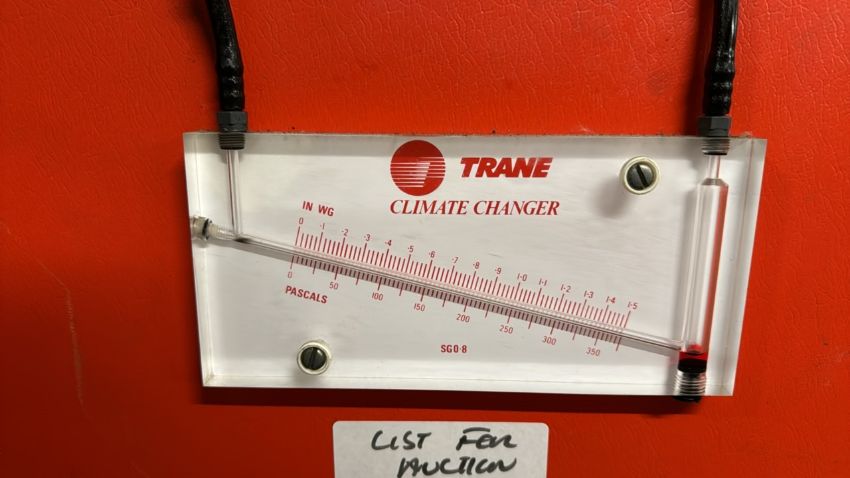 TRANE
CLIMATE CHANGER
IN WG
0 ·1 ·2 ·3 ·4 ·5 ·6 ·7 ·8 ·9 1·0 1·1 1·2 1·3 1·4 1·5
0 50 100 150 200 250 300 350
PASCALS
SG 0·8
LIST FOR
AUCTION